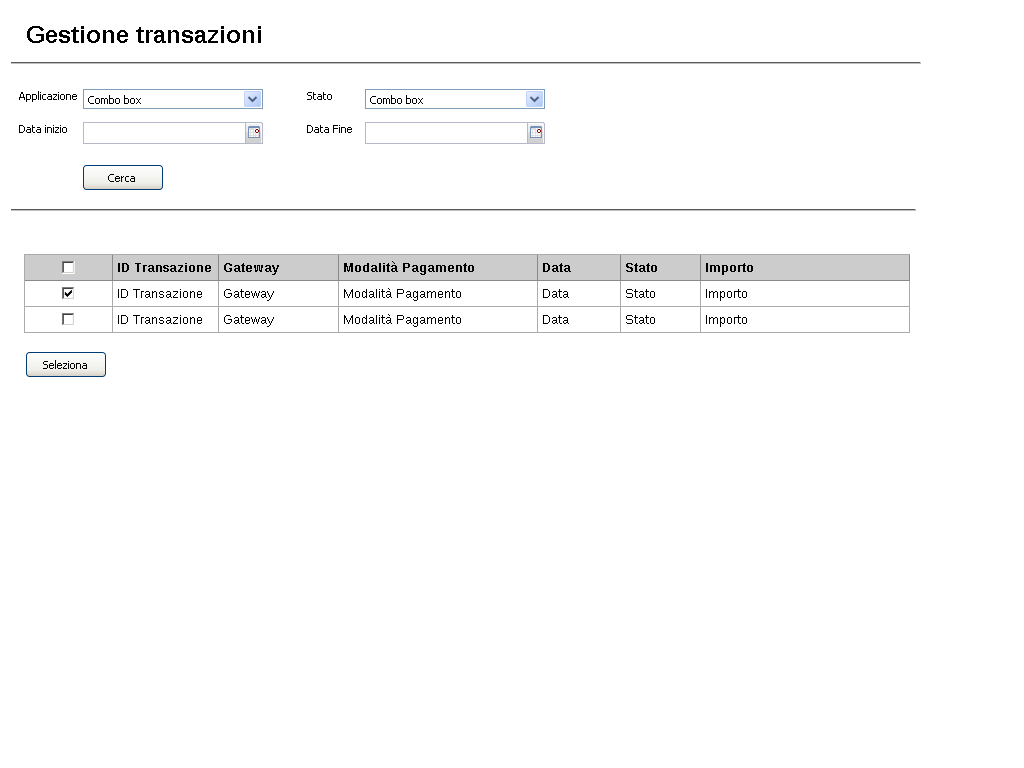 Gestione transazioni
Applicazione Combo box Stato Combo box
Data inizio Data Fine
Cerca
ID Transazione Gateway Modalità Pagamento Data Stato Importo
ID Transazione Gateway Modalità Pagamento Data Stato Importo
ID Transazione Gateway Modalità Pagamento Data Stato Importo
Seleziona